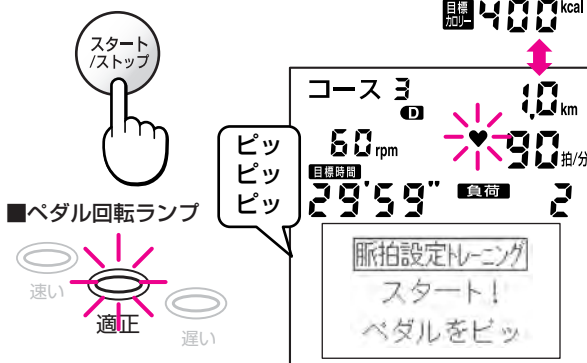 スタート
/ストップ
目標
カロリー 400 kcal
コース 3
D
1.0 km
60 rpm
90 拍/分
目標時間
29'59"
負荷 2
ピッ
ピッ
ピッ
脈拍設定トレーニング
スタート!
ペダルをピッ
■ペダル回転ランプ
速い
適正
遅い